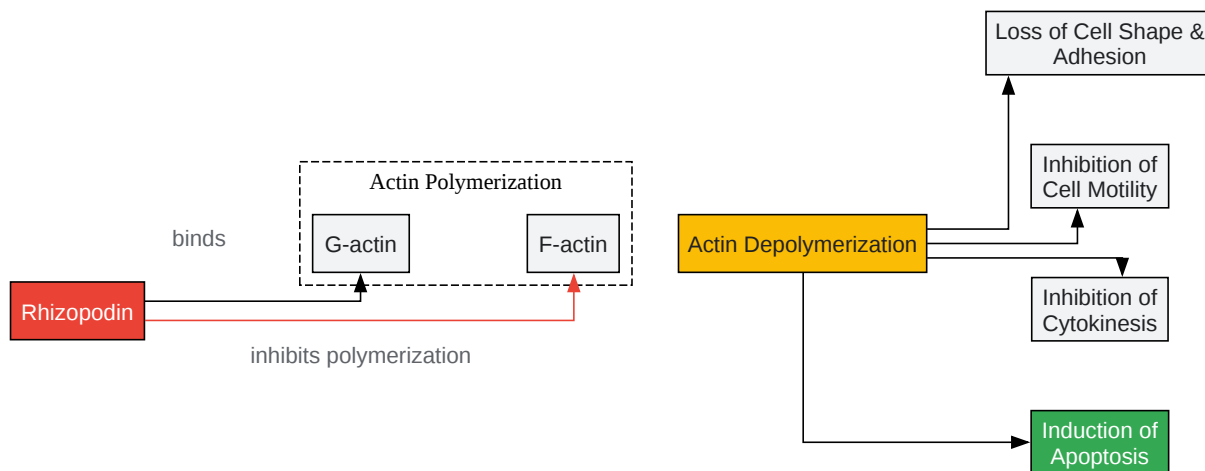 Loss of Cell Shape &
Adhesion
Actin Polymerization
Inhibition of
Cell Motility
binds
G-actin
F-actin
Actin Depolymerization
Rhizopodin
Inhibition of
Cytokinesis
inhibits polymerization
Induction of
Apoptosis